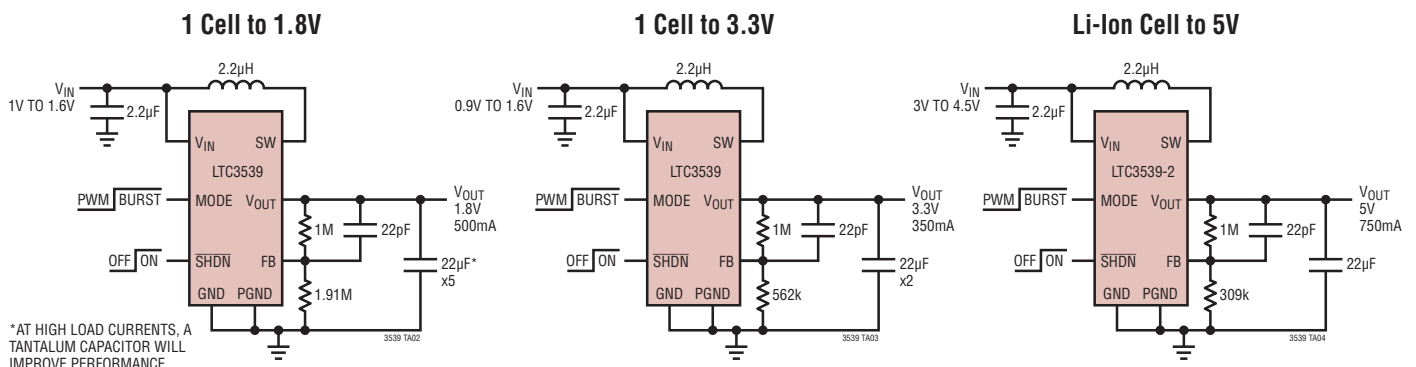 1 Cell to 1.8V
2.2µH
VIN
1V TO 1.6V
2.2µF
VIN
SW
LTC3539
PWM
BURST
MODE
VOUT
VOUT
1.8V
500mA
1M
22pF
OFF
ON
SHDN
FB
22µF*
x5
1.91M
GND
PGND
3539 TA02
*AT HIGH LOAD CURRENTS, A
TANTALUM CAPACITOR WILL
IMPROVE PERFORMANCE
1 Cell to 3.3V
2.2µH
VIN
0.9V TO 1.6V
2.2µF
VIN
SW
LTC3539
PWM
BURST
MODE
VOUT
VOUT
3.3V
350mA
1M
22pF
OFF
ON
SHDN
FB
22µF
x2
562k
GND
PGND
3539 TA03
Li-Ion Cell to 5V
2.2µH
VIN
3V TO 4.5V
2.2µF
VIN
SW
LTC3539-2
PWM
BURST
MODE
VOUT
VOUT
5V
750mA
1M
22pF
OFF
ON
SHDN
FB
22µF
309k
GND
PGND
3539 TA04